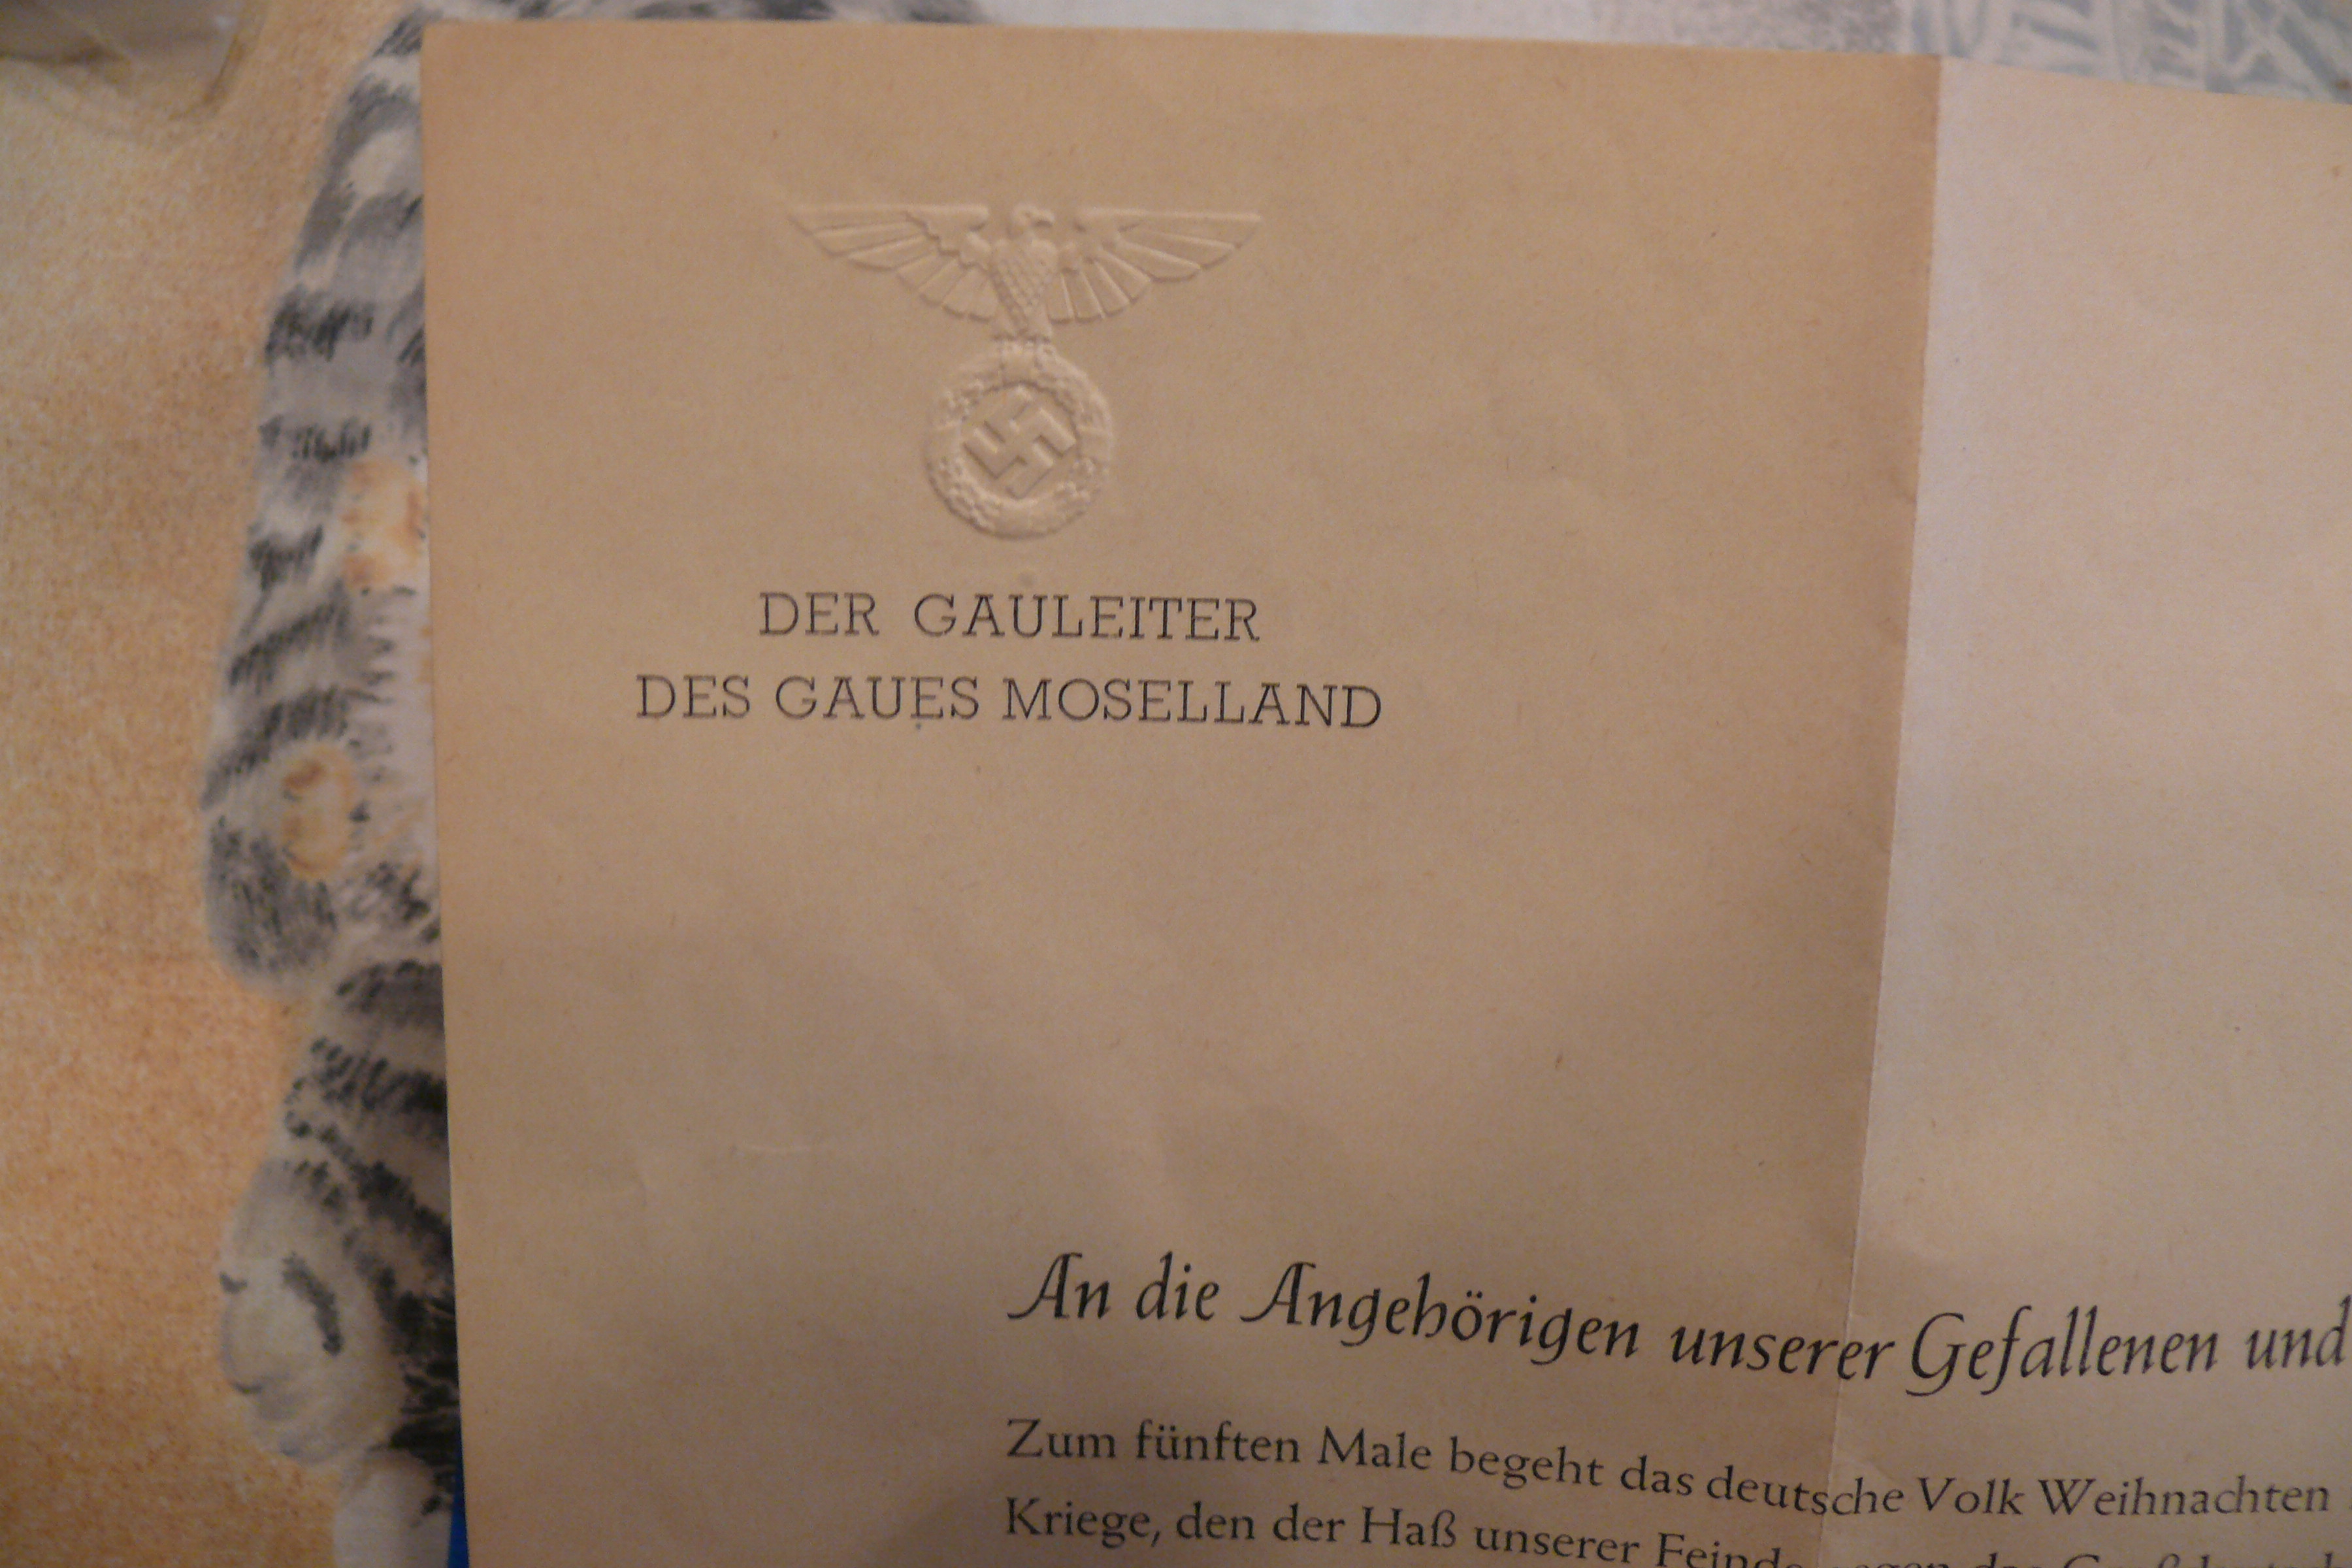 DER GAULEITER
DES GAUES MOSELLAND
An die Angehörigen unserer Gefallenen und
Zum fünften Male begeht das deutsche Volk Weihnachten
Kriege, den der Haß unserer Feinde